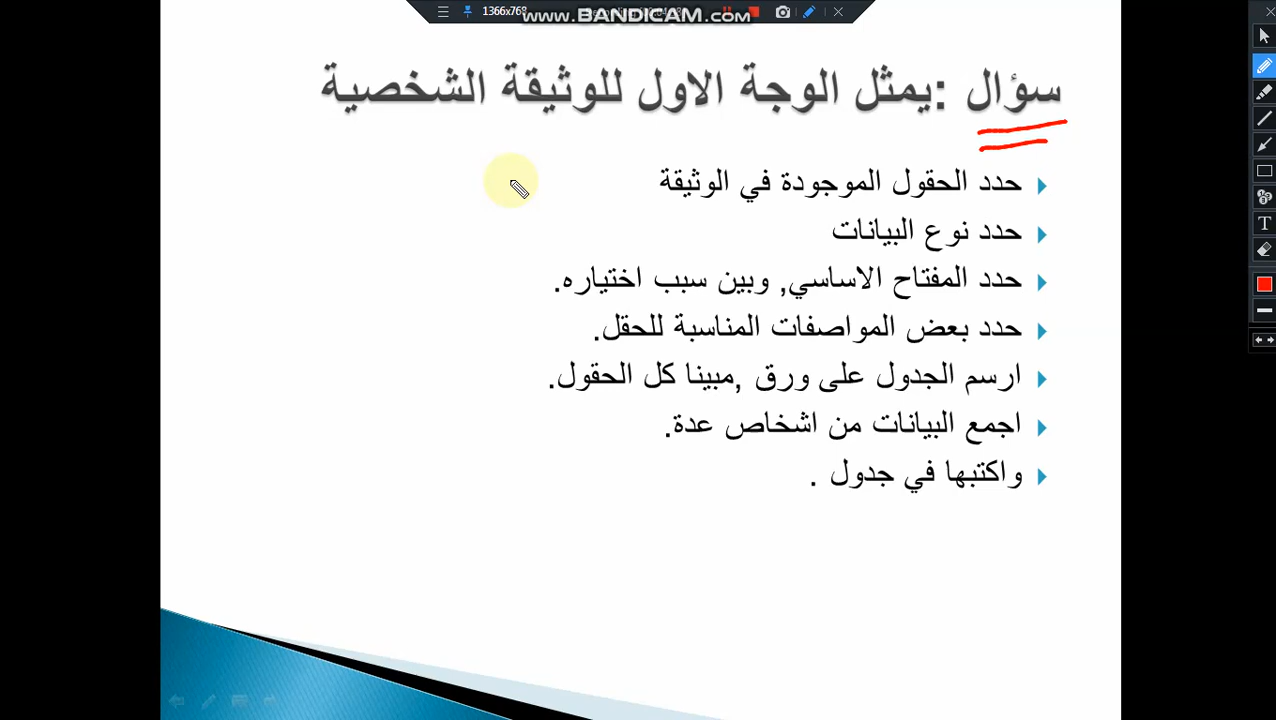 1366x768
www.BANDICAM.com
سؤال :يمثل الوجة الاول للوثيقة الشخصية
حدد الحقول الموجودة في الوثيقة
حدد نوع البيانات
حدد المفتاح الاساسي, وبين سبب اختياره.
حدد بعض المواصفات المناسبة للحقل.
ارسم الجدول على ورق ,مبينا كل الحقول.
اجمع البيانات من اشخاص عدة.
واكتبها في جدول .